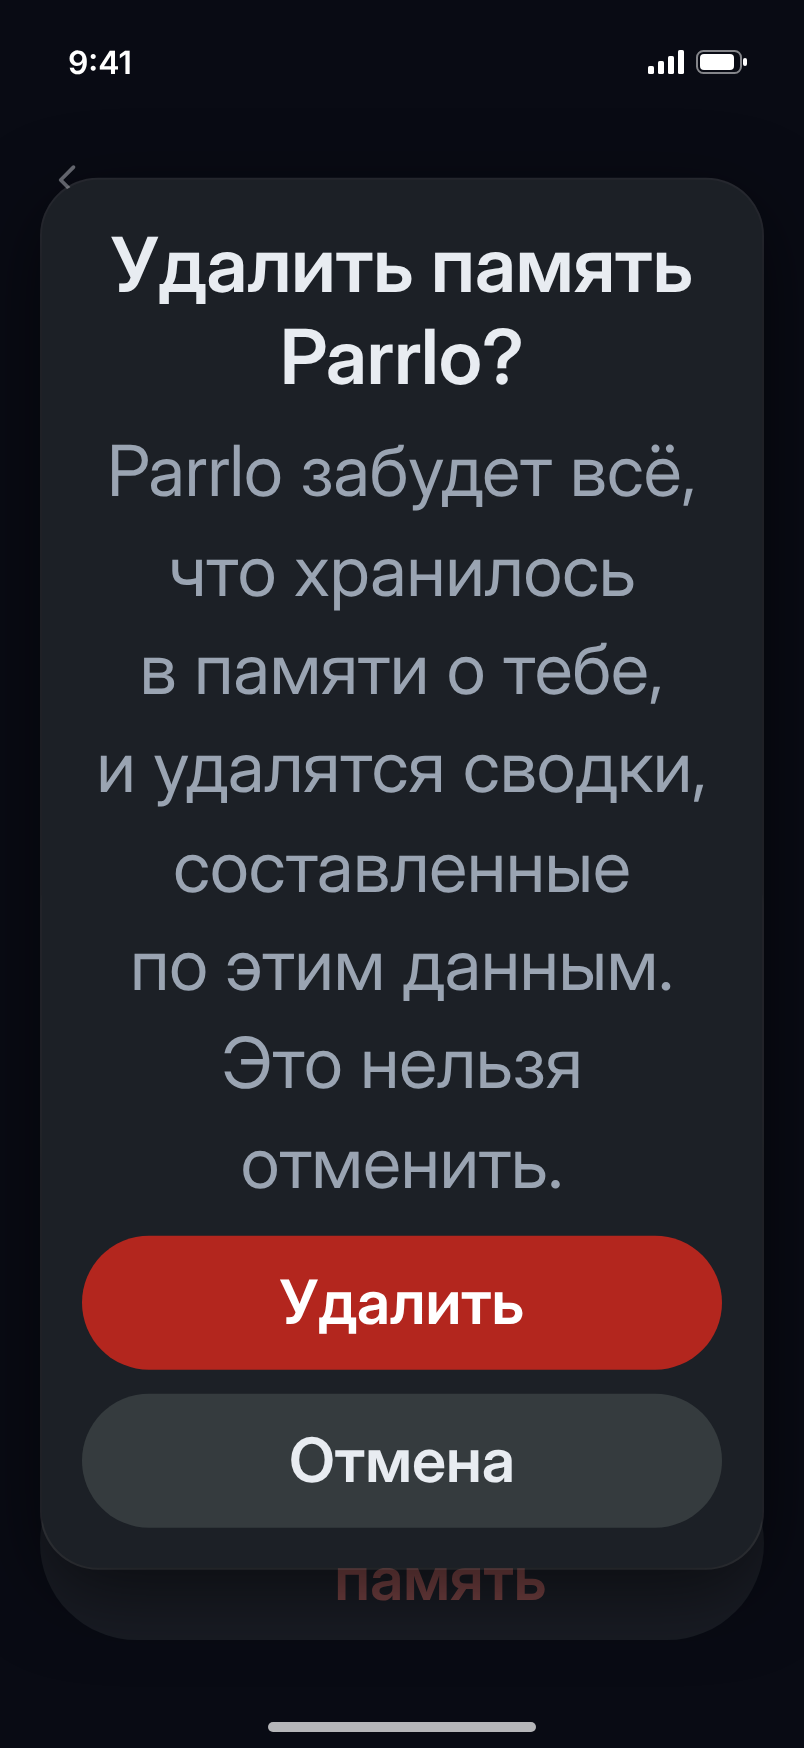 9:41
Удалить память
Parrlo?
Parrlo забудет всё,
что хранилось
в памяти о тебе,
и удалятся сводки,
составленные
по этим данным.
Это нельзя
отменить.
Удалить
Отмена
память